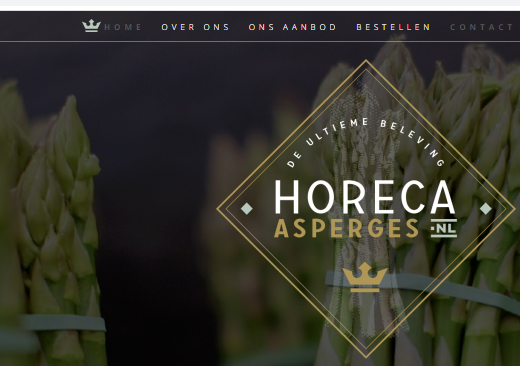 HOME OVER ONS ONS AANBOD BESTELLEN CONTACT
DE ULTIEME BELEVING
HORECA
ASPERGES .NL